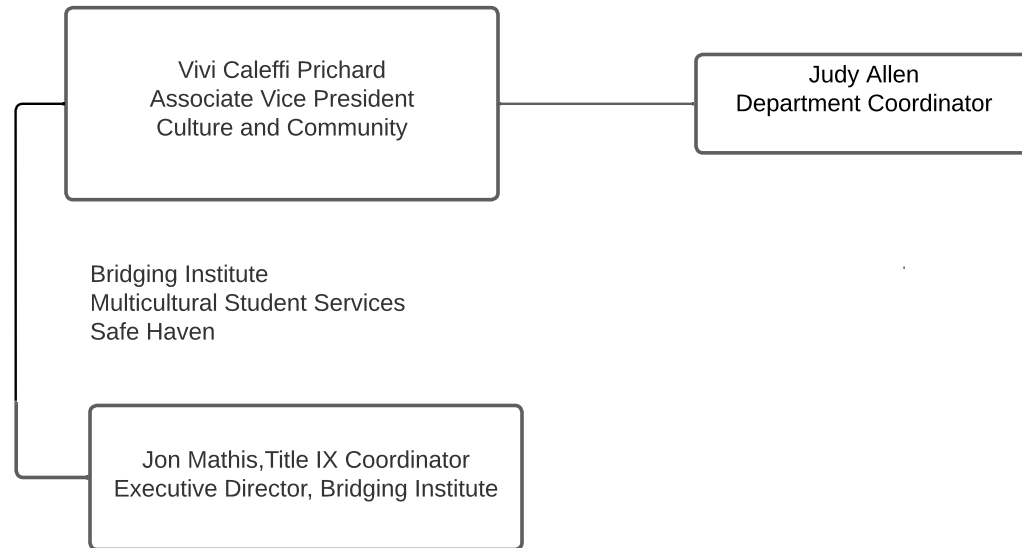 Vivi Caleffi Prichard
Associate Vice President
Culture and Community
Judy Allen
Department Coordinator
Bridging Institute
Multicultural Student Services
Safe Haven
Jon Mathis,Title IX Coordinator
Executive Director, Bridging Institute